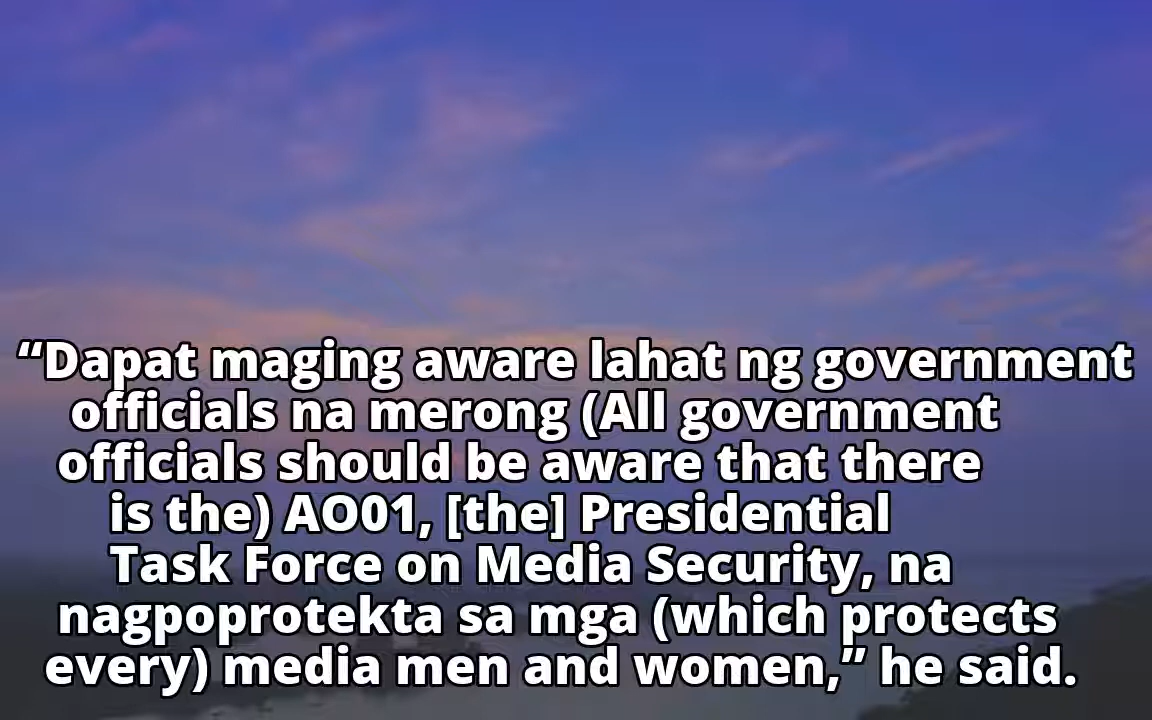 “Dapat maging aware lahat ng government
officials na merong (All government
officials should be aware that there
is the) AO01, [the] Presidential
Task Force on Media Security, na
nagpoprotekta sa mga (which protects
every) media men and women,” he said.